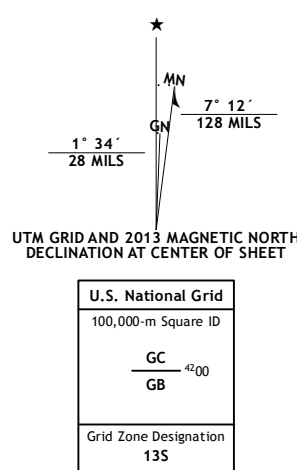 ★
MN
7° 12´
128 MILS
GN
1° 34´
28 MILS
UTM GRID AND 2013 MAGNETIC NORTH
DECLINATION AT CENTER OF SHEET
U.S. National Grid
100,000-m Square ID
GC
4200
GB
Grid Zone Designation
13S